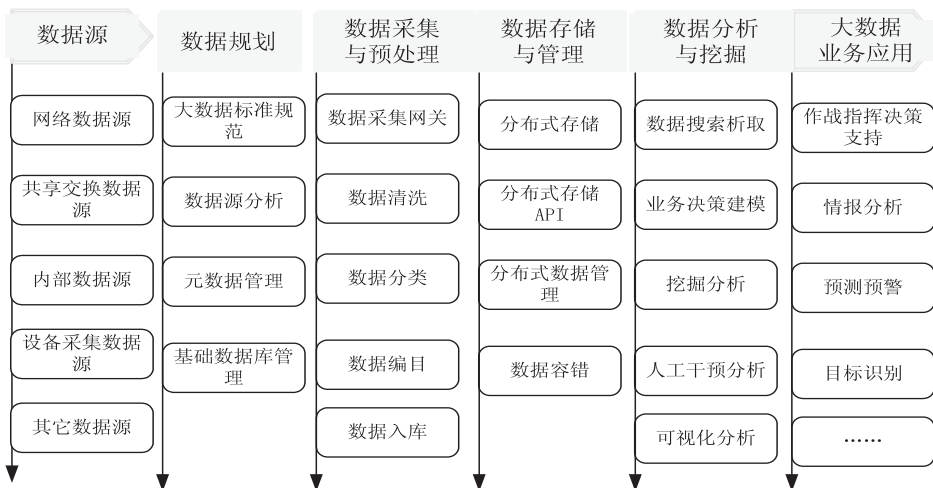 数据源
网络数据源
共享交换数据
源
内部数据源
设备采集数据
源
其它数据源
数据规划
大数据标准规
范
数据源分析
元数据管理
基础数据库管
理
数据采集
与预处理
数据采集网关
数据清洗
数据分类
数据编目
数据入库
数据存储
与管理
分布式存储
分布式存储
API
分布式数据管
理
数据容错
数据分析
与挖掘
数据搜索析取
业务决策建模
挖掘分析
人工干预分析
可视化分析
大数据
业务应用
作战指挥决策
支持
情报分析
预测预警
目标识别
……